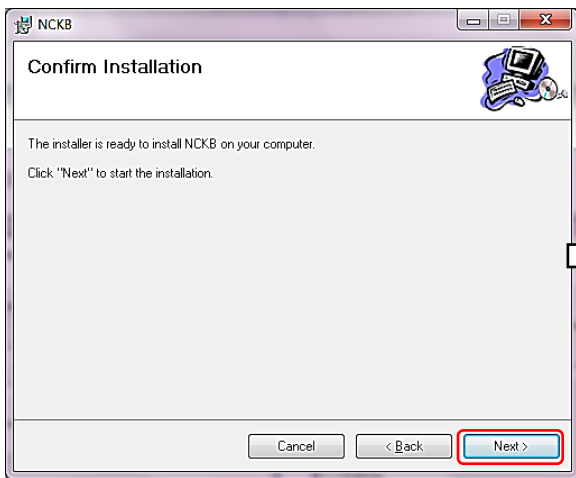 NCKB
Confirm Installation
The installer is ready to install NCKB on your computer.
Click "Next" to start the installation.
Cancel
< Back
Next >